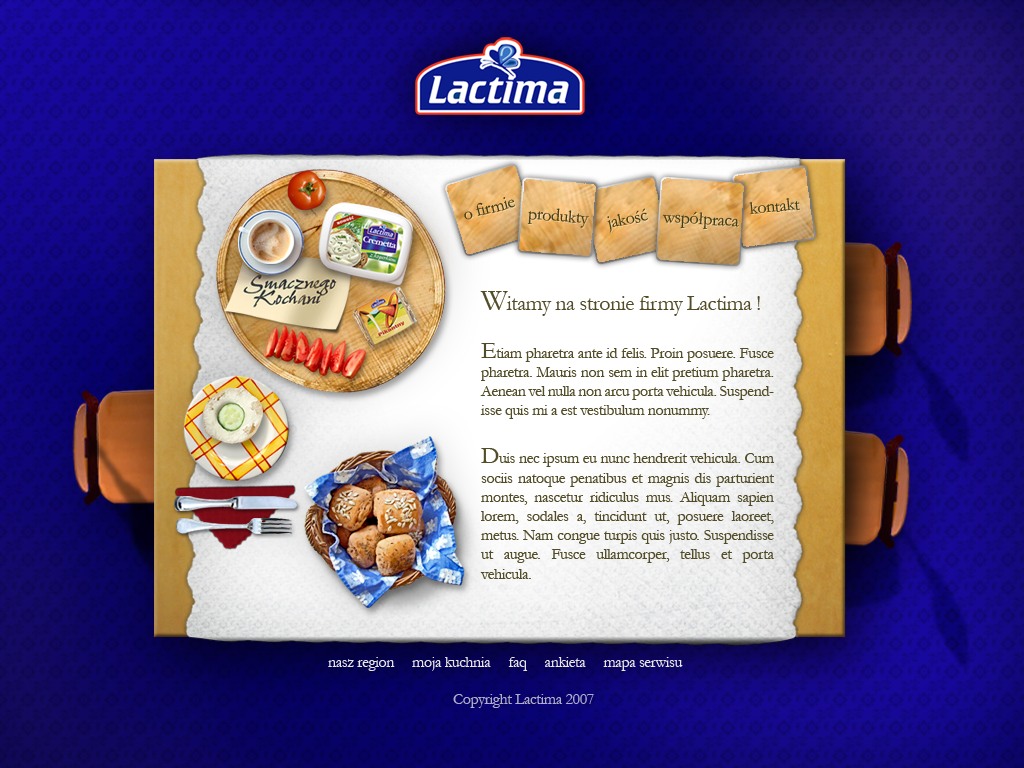 Lactima
o firmie
produkty
jakość
współpraca
kontakt
Lactima
Cremetta
Smacznego
Kochani
Pikantny
Witamy na stronie firmy Lactima !
Etiam pharetra ante id felis. Proin posuere. Fusce
pharetra. Mauris non sem in elit pretium pharetra.
Aenean vel nulla non arcu porta vehicula. Suspend-
isse quis mi a est vestibulum nonummy.
Duis nec ipsum eu nunc hendrerit vehicula. Cum
sociis natoque penatibus et magnis dis parturient
montes, nascetur ridiculus mus. Aliquam sapien
lorem, sodales a, tincidunt ut, posuere laoreet,
metus. Nam congue turpis quis justo. Suspendisse
ut augue. Fusce ullamcorper, tellus et porta
vehicula.
nasz region moja kuchnia faq ankieta mapa serwisu
Copyright Lactima 2007